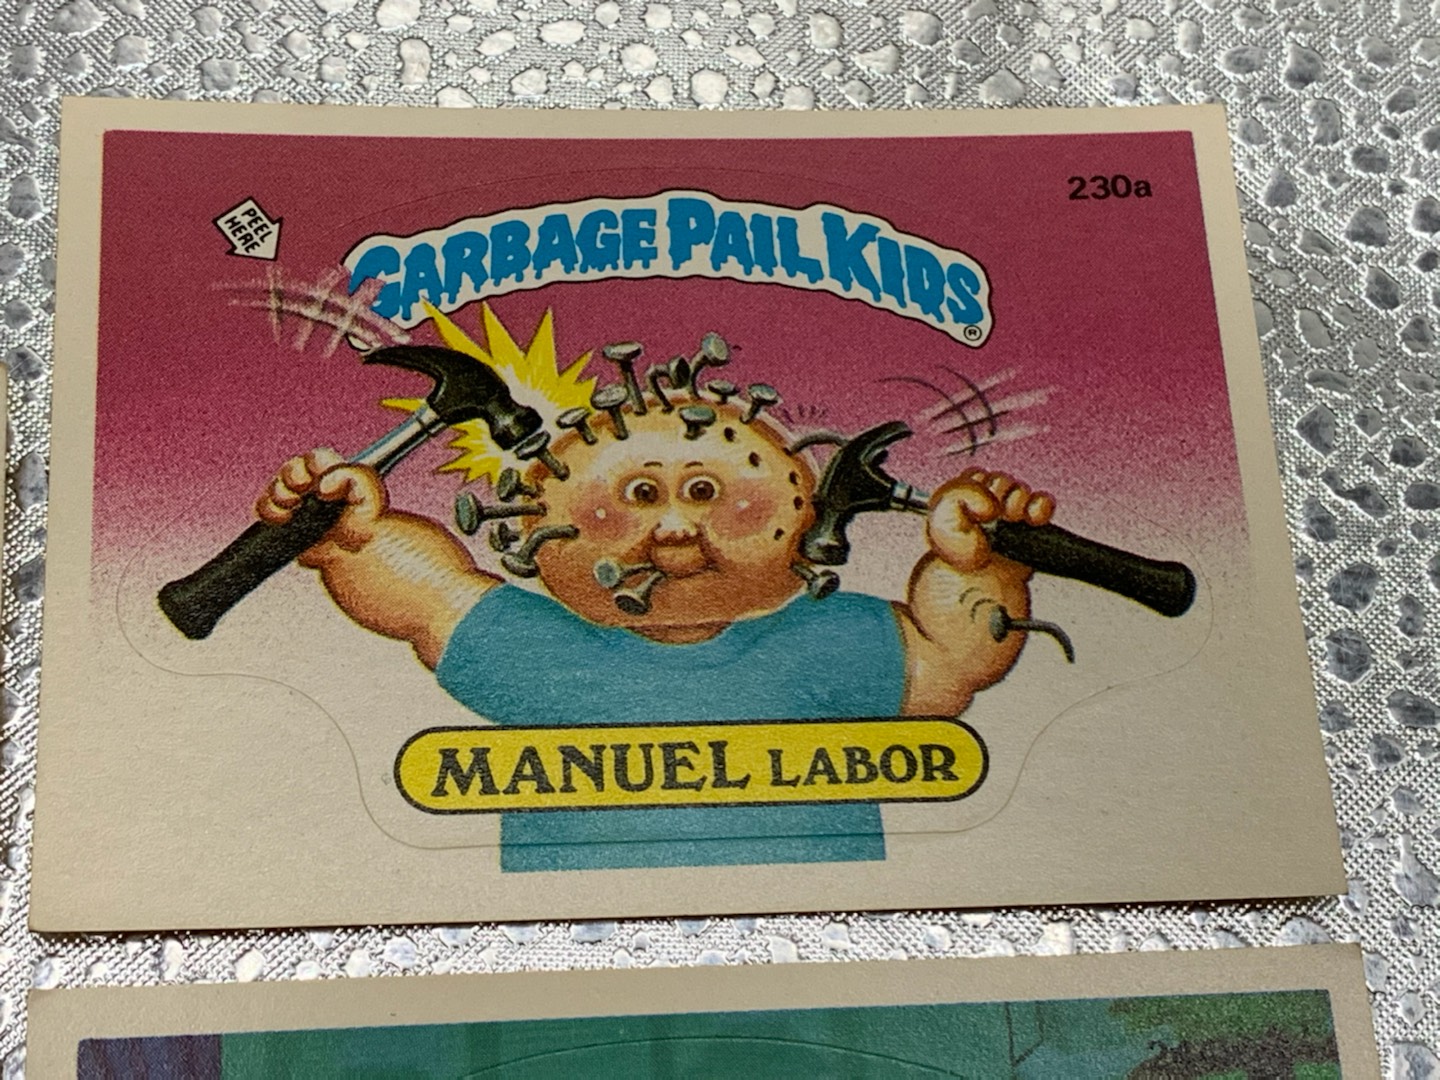 230a
PEEL
HERE
GARBAGE PAIL KIDS
®
MANUEL LABOR